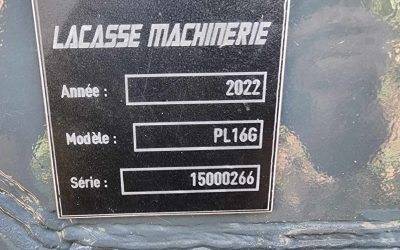 LACASSE MACHINERIE
Année : 2022
Modèle : PL16G
Série : 15000266